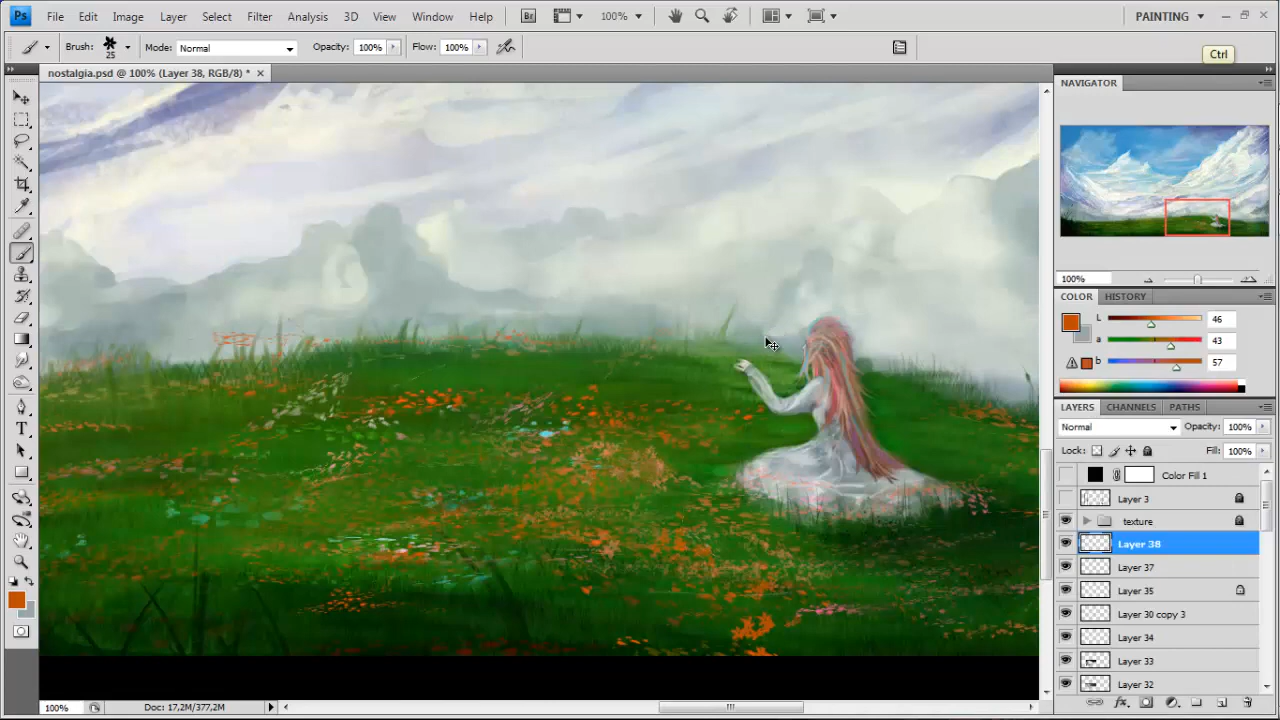 Ps File Edit Image Layer Select Filter Analysis 3D View Window Help Br 100% PAINTING
Brush: 25 Mode: Normal Opacity: 100% Flow: 100% Ctrl
nostalgia.psd @ 100% (Layer 38, RGB/8) *
NAVIGATOR
100%
COLOR HISTORY
L 46
a 43
b 57
LAYERS CHANNELS PATHS
Normal Opacity: 100%
Lock: Fill: 100%
Color Fill 1
Layer 3
texture
Layer 38
Layer 37
Layer 35
Layer 30 copy 3
Layer 34
Layer 33
Layer 32
100% Doc: 17,2M/377,2M